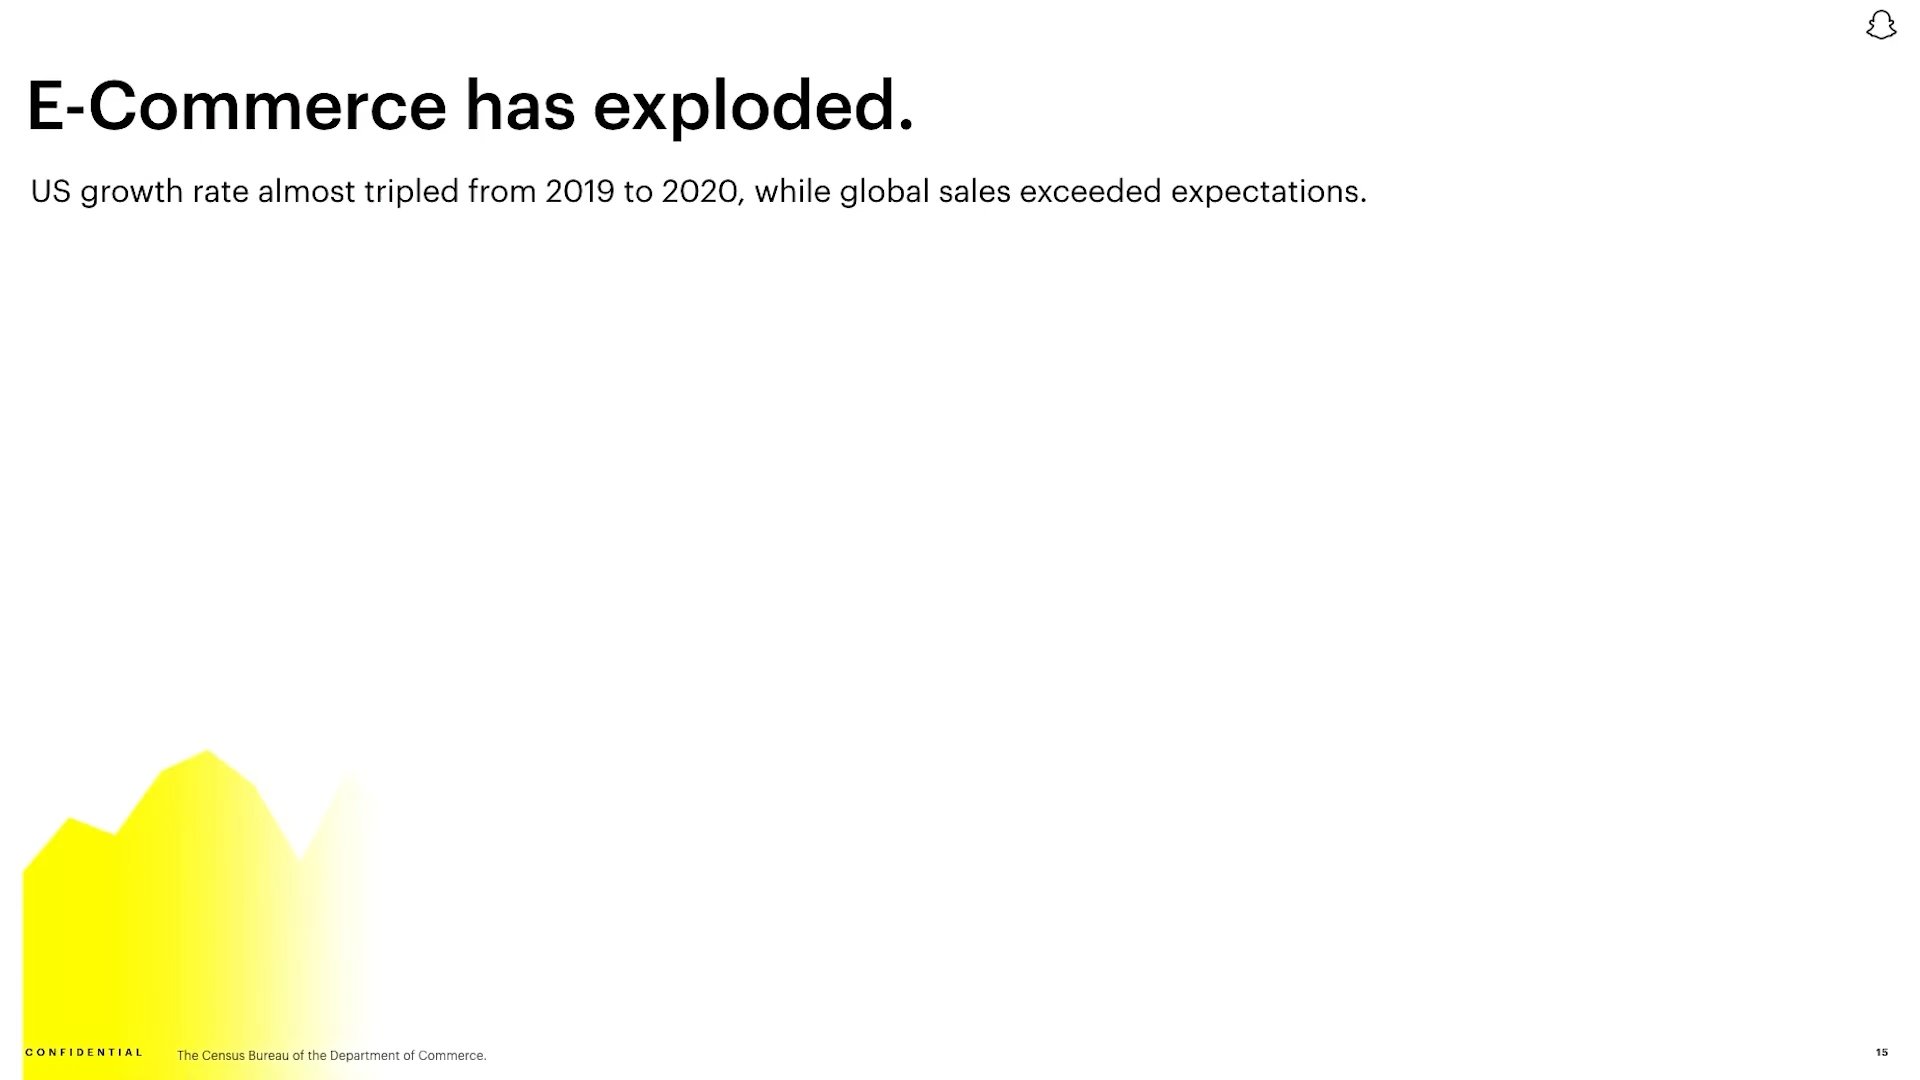 E-Commerce has exploded.
US growth rate almost tripled from 2019 to 2020, while global sales exceeded expectations.
CONFIDENTIAL
The Census Bureau of the Department of Commerce.
15